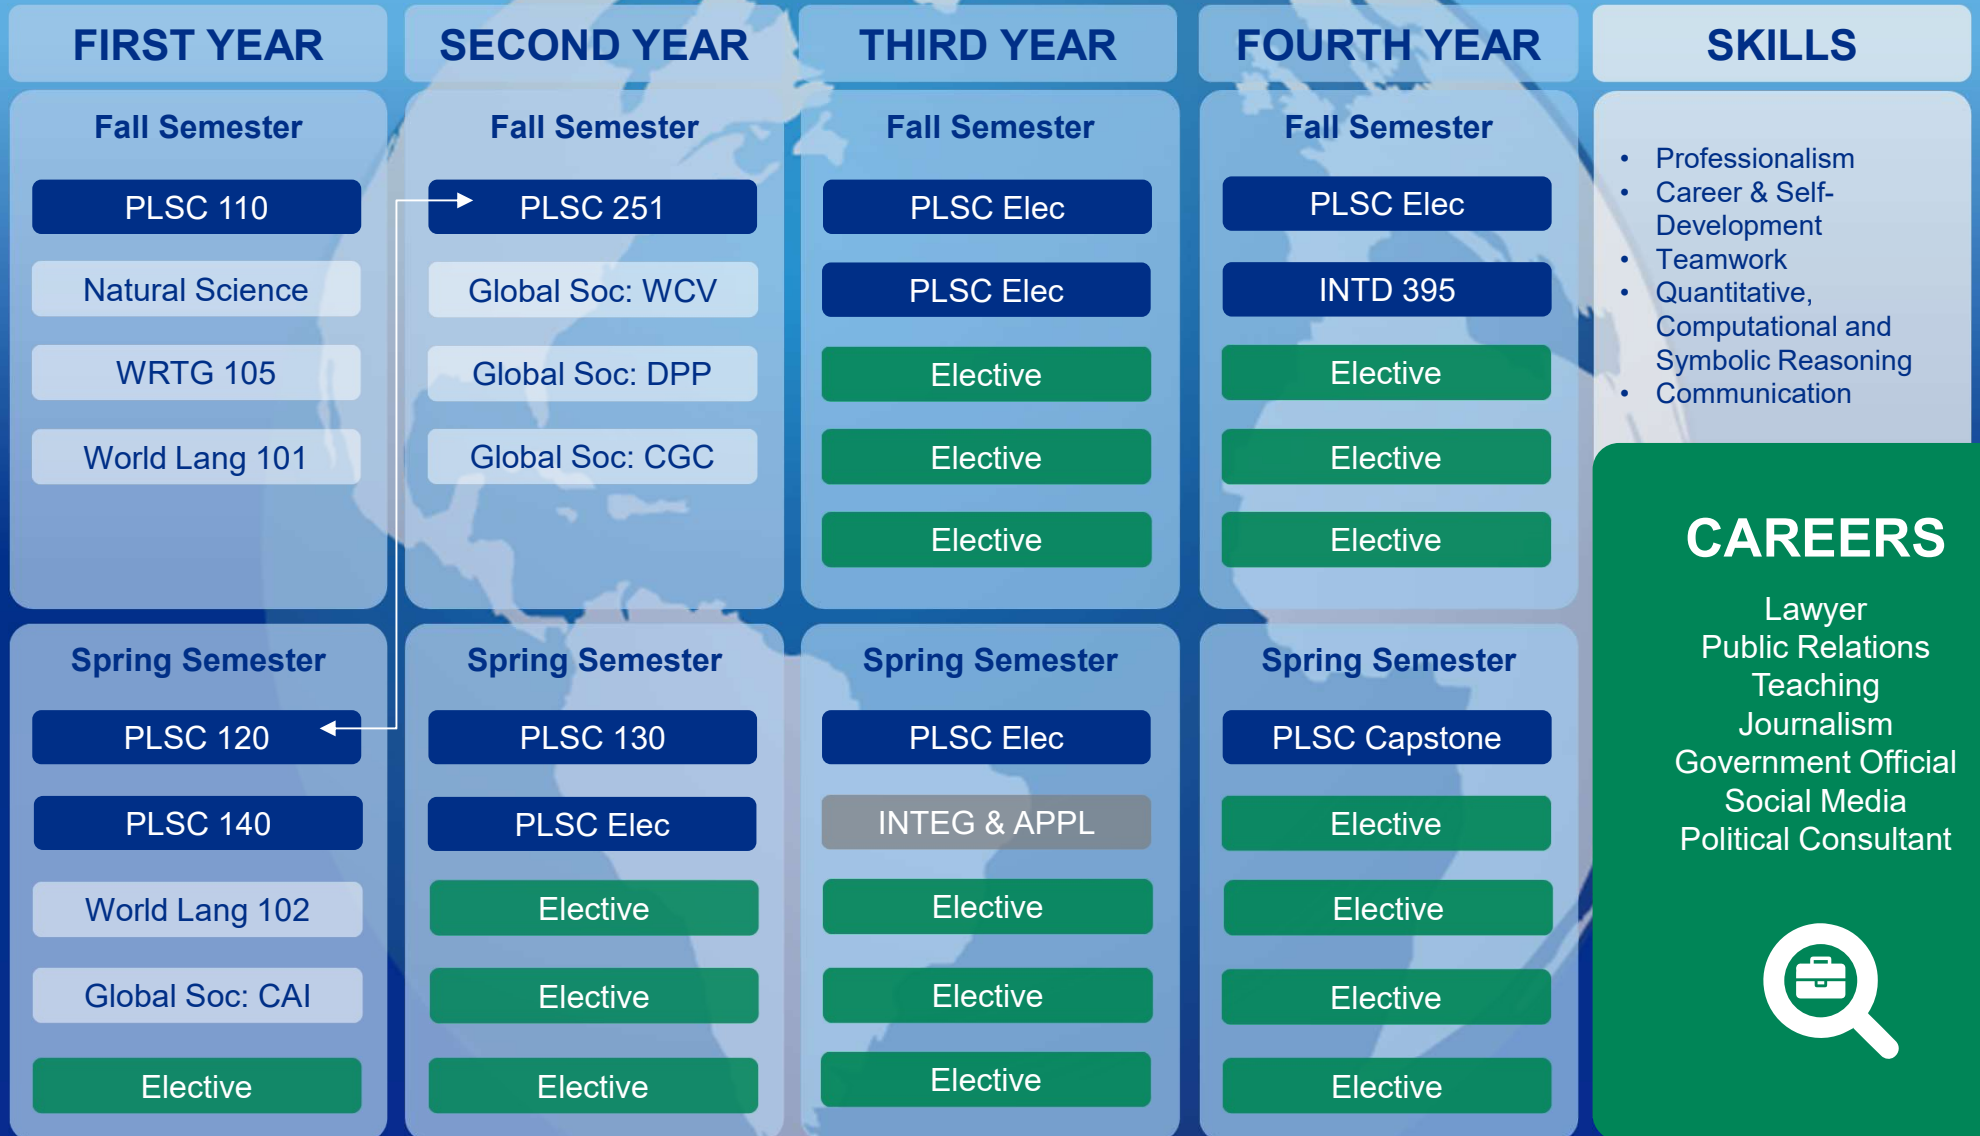 FIRST YEAR
Fall Semester
PLSC 110
Natural Science
WRTG 105
World Lang 101
Spring Semester
PLSC 120
PLSC 140
World Lang 102
Global Soc: CAI
Elective
SECOND YEAR
Fall Semester
PLSC 251
Global Soc: WCV
Global Soc: DPP
Global Soc: CGC
Spring Semester
PLSC 130
PLSC Elec
Elective
Elective
Elective
THIRD YEAR
Fall Semester
PLSC Elec
PLSC Elec
Elective
Elective
Elective
Spring Semester
PLSC Elec
INTEG & APPL
Elective
Elective
Elective
FOURTH YEAR
Fall Semester
PLSC Elec
INTD 395
Elective
Elective
Elective
Spring Semester
PLSC Capstone
Elective
Elective
Elective
Elective
SKILLS
• Professionalism
• Career & Self-
Development
• Teamwork
• Quantitative,
Computational and
Symbolic Reasoning
• Communication
CAREERS
Lawyer
Public Relations
Teaching
Journalism
Government Official
Social Media
Political Consultant